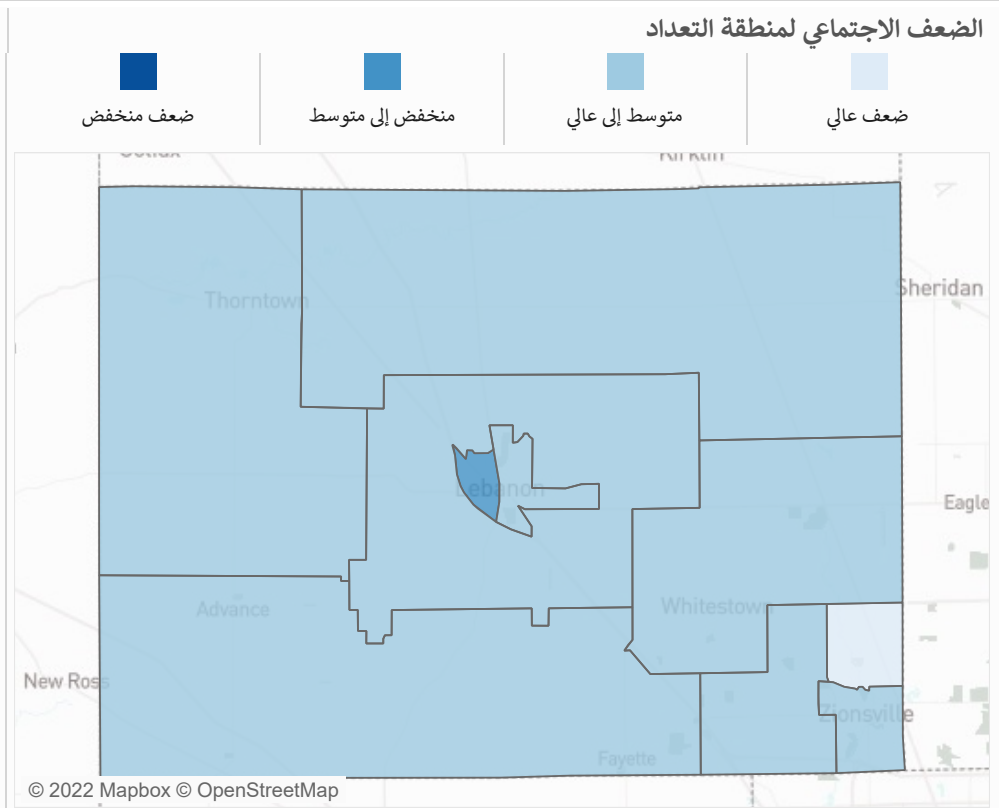 الضعف الاجتماعي لمنطقة التعداد
ضعف عالي
متوسط إلى عالي
منخفض إلى متوسط
ضعف منخفض
Thorntown
Sheridan
Lebanon
Eagle
Advance
Whitestown
New Ross
Zionsville
Fayette
© 2022 Mapbox © OpenStreetMap